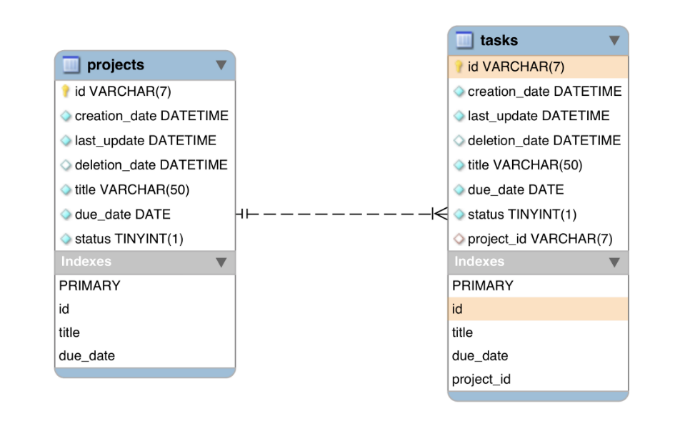 projects
id VARCHAR(7)
creation_date DATETIME
last_update DATETIME
deletion_date DATETIME
title VARCHAR(50)
due_date DATE
status TINYINT(1)
Indexes
PRIMARY
id
title
due_date
tasks
id VARCHAR(7)
creation_date DATETIME
last_update DATETIME
deletion_date DATETIME
title VARCHAR(50)
due_date DATE
status TINYINT(1)
project_id VARCHAR(7)
Indexes
PRIMARY
id
title
due_date
project_id